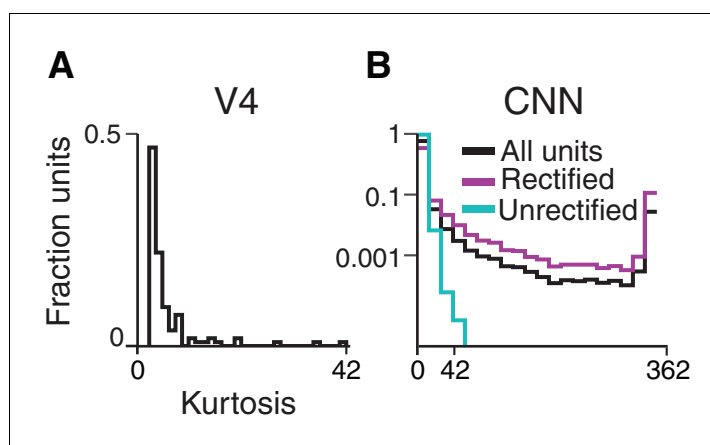 A
V4
0.5
0
Fraction units
0
42
Kurtosis
B
CNN
1
0.1
0.001
All units
Rectified
Unrectified
0
42
362